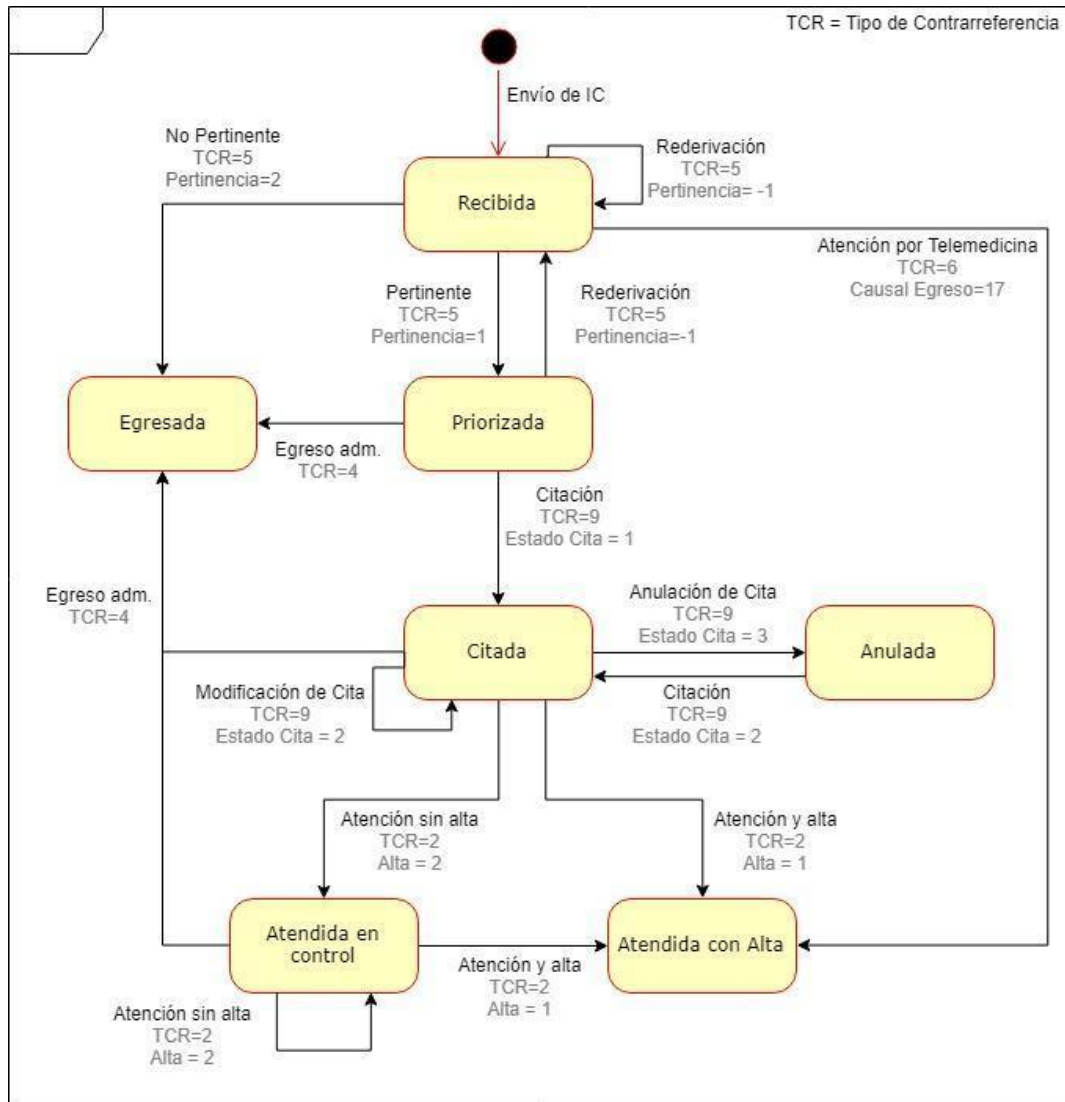 TCR = Tipo de Contrarreferencia
Envío de IC
No Pertinente
TCR=5
Pertinencia=2
Rederivación
TCR=5
Pertinencia= -1
Recibida
Atención por Telemedicina
TCR=6
Causal Egreso=17
Pertinente
TCR=5
Pertinencia=1
Rederivación
TCR=5
Pertinencia=-1
Egresada
Priorizada
Egreso adm.
TCR=4
Citación
TCR=9
Estado Cita = 1
Egreso adm.
TCR=4
Anulación de Cita
TCR=9
Estado Cita = 3
Citada
Anulada
Modificación de Cita
TCR=9
Estado Cita = 2
Citación
TCR=9
Estado Cita = 2
Atención sin alta
TCR=2
Alta = 2
Atención y alta
TCR=2
Alta = 1
Atendida en
control
Atendida con Alta
Atención y alta
TCR=2
Alta = 1
Atención sin alta
TCR=2
Alta = 2